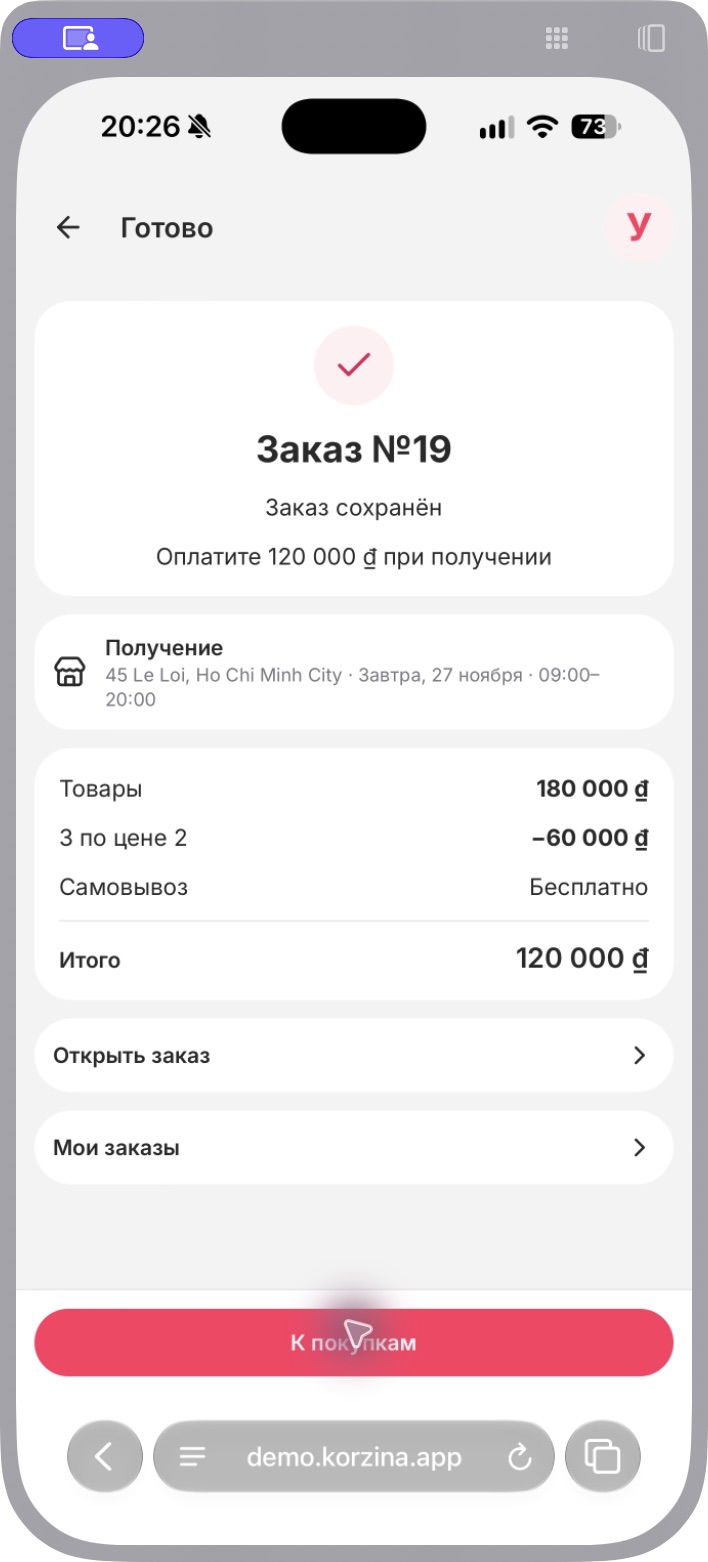 20:26
73
Готово
У
Заказ №19
Заказ сохранён
Оплатите 120 000 ₫ при получении
Получение
45 Le Loi, Ho Chi Minh City · Завтра, 27 ноября · 09:00–
20:00
Товары 180 000 ₫
3 по цене 2 −60 000 ₫
Самовывоз Бесплатно
Итого 120 000 ₫
Открыть заказ
Мои заказы
К покупкам
demo.korzina.app